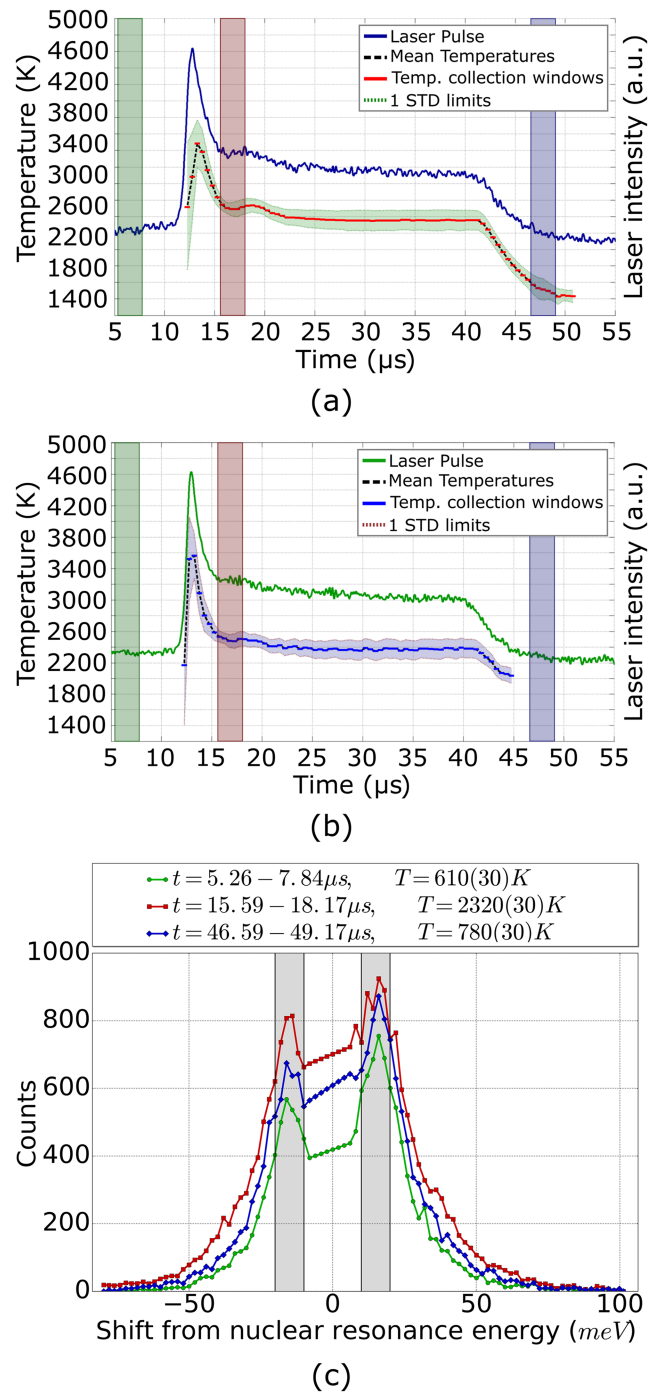 5000
4600
4200
3800
3400
3000
2600
2200
1800
1400
Temperature (K)
Laser Pulse
Mean Temperatures
Temp. collection windows
1 STD limits
Laser intensity (a.u.)
5 10 15 20 25 30 35 40 45 50 55
Time (μs)
(a)
5000
4600
4200
3800
3400
3000
2600
2200
1800
1400
Temperature (K)
Laser Pulse
Mean Temperatures
Temp. collection windows
1 STD limits
Laser intensity (a.u.)
5 10 15 20 25 30 35 40 45 50 55
Time (μs)
(b)
t = 5.26 − 7.84μs, T = 610(30)K
t = 15.59 − 18.17μs, T = 2320(30)K
t = 46.59 − 49.17μs, T = 780(30)K
1000
800
600
400
200
0
Counts
−50 0 50 100
Shift from nuclear resonance energy (meV)
(c)